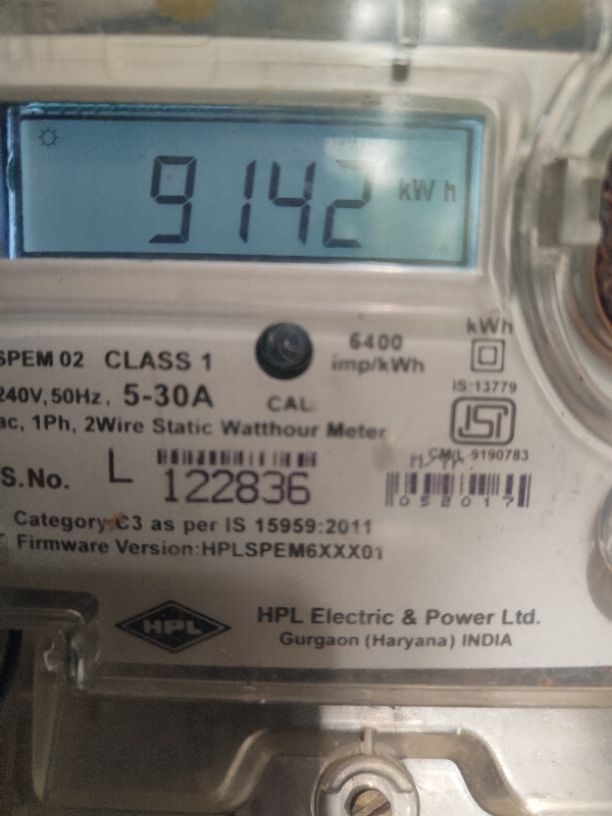 9142 kWh
SPEM 02 CLASS 1
6400
imp/kWh
kWh
240V, 50Hz, 5-30A
CAL
IS:13779
ac, 1Ph, 2Wire Static Watthour Meter
ISI
CM/L-9190783
S.No. L 122836
052017
Category C3 as per IS 15959:2011
Firmware Version:HPLSPEM6XXX01
HPL
HPL Electric & Power Ltd.
Gurgaon (Haryana) INDIA